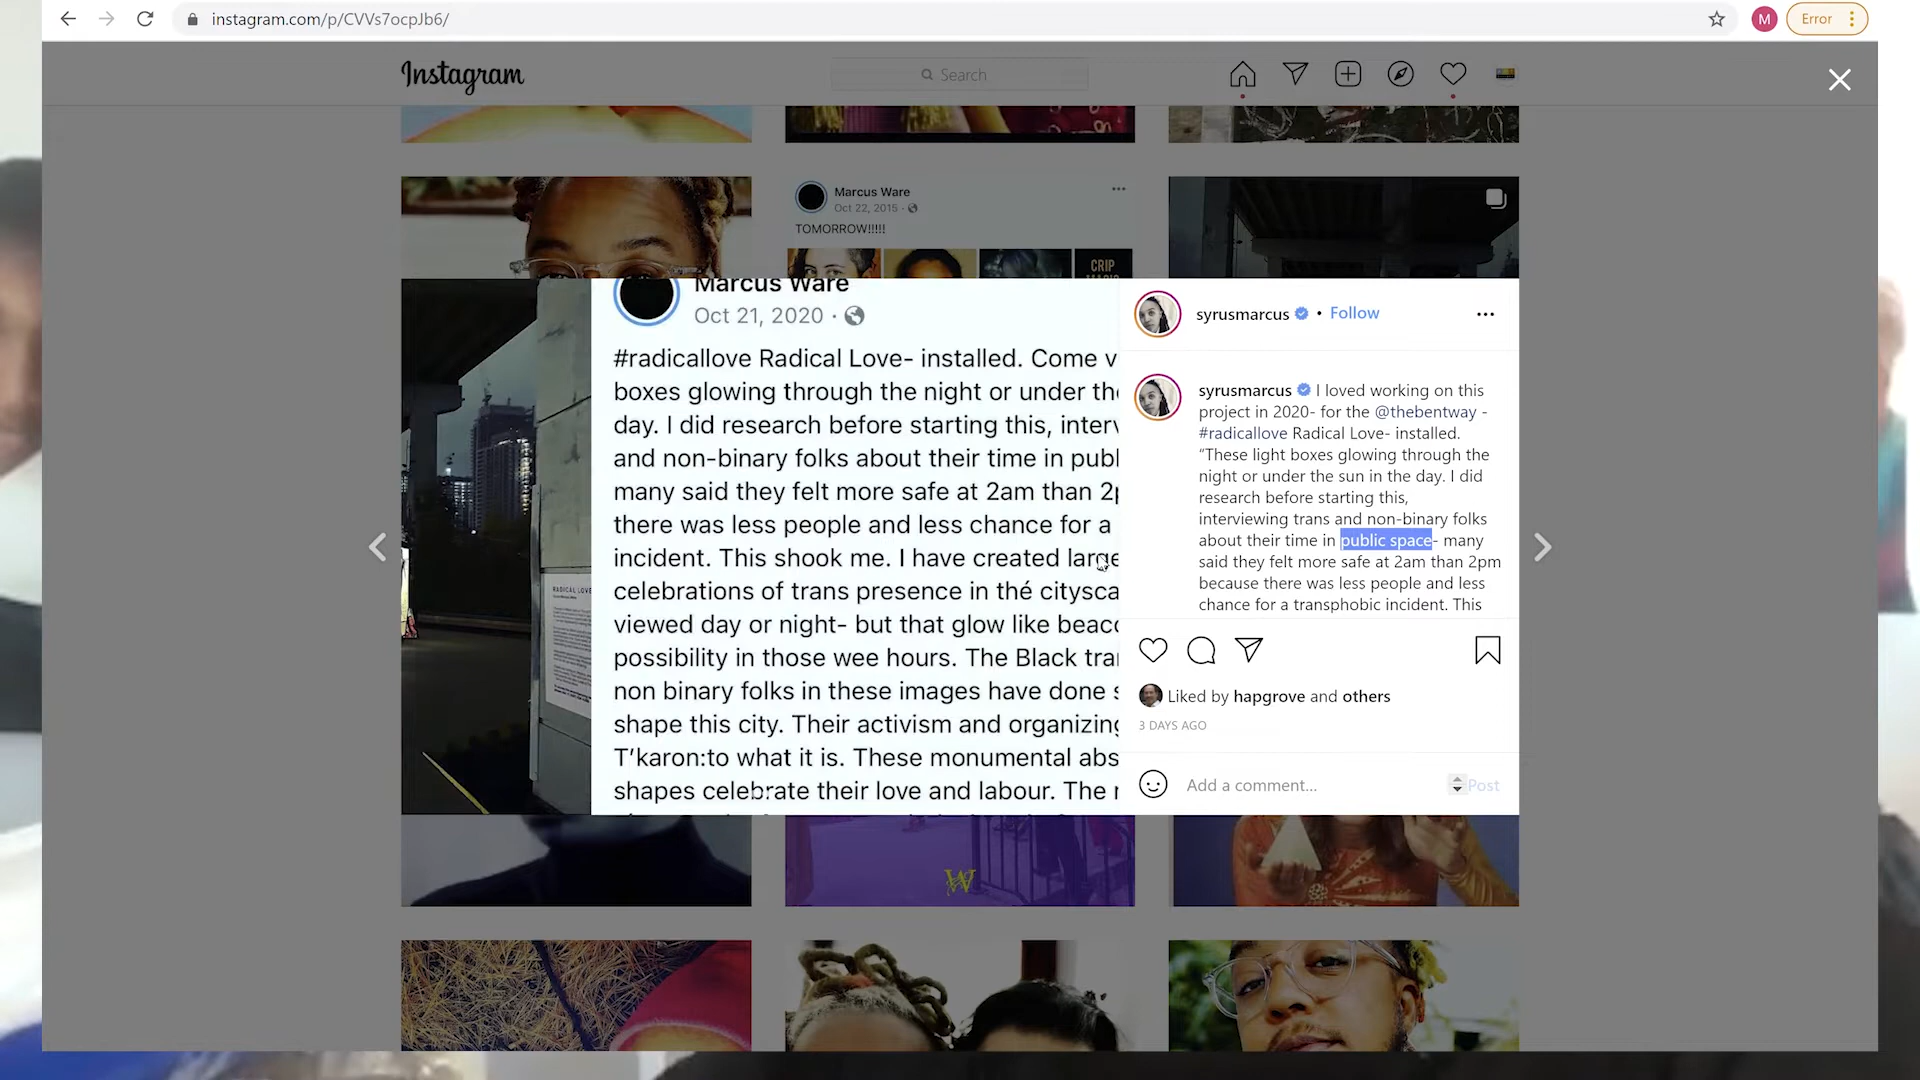 instagram.com/p/CVVs7ocpJb6/
M
Error
Instagram
Search
Marcus Ware
Oct 22, 2015 ·
TOMORROW!!!!!
CRIP
Marcus Ware
Oct 21, 2020 ·
#radicallove Radical Love- installed. Come v
boxes glowing through the night or under the
day. I did research before starting this, interv
and non-binary folks about their time in publ
many said they felt more safe at 2am than 2p
there was less people and less chance for a
incident. This shook me. I have created large
celebrations of trans presence in thé citysca
viewed day or night- but that glow like beaco
possibility in those wee hours. The Black tra
non binary folks in these images have done s
shape this city. Their activism and organizing
T'karon:to what it is. These monumental abs
shapes celebrate their love and labour. The r
RADICAL LOVE
syrusmarcus • Follow
syrusmarcus I loved working on this
project in 2020- for the @thebentway -
#radicallove Radical Love- installed.
“These light boxes glowing through the
night or under the sun in the day. I did
research before starting this,
interviewing trans and non-binary folks
about their time in public space- many
said they felt more safe at 2am than 2pm
because there was less people and less
chance for a transphobic incident. This
Liked by hapgrove and others
3 DAYS AGO
Add a comment...
Post
W